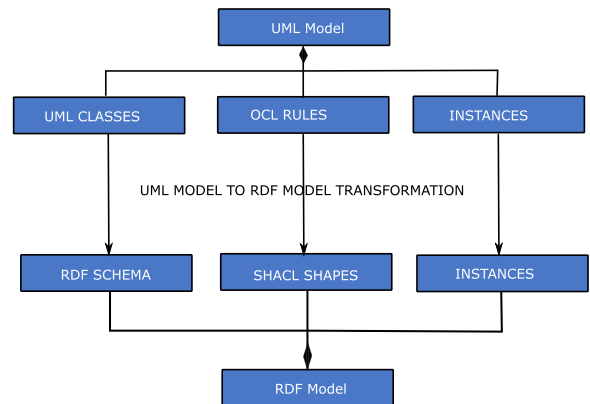 UML Model
UML CLASSES
OCL RULES
INSTANCES
UML MODEL TO RDF MODEL TRANSFORMATION
RDF SCHEMA
SHACL SHAPES
INSTANCES
RDF Model